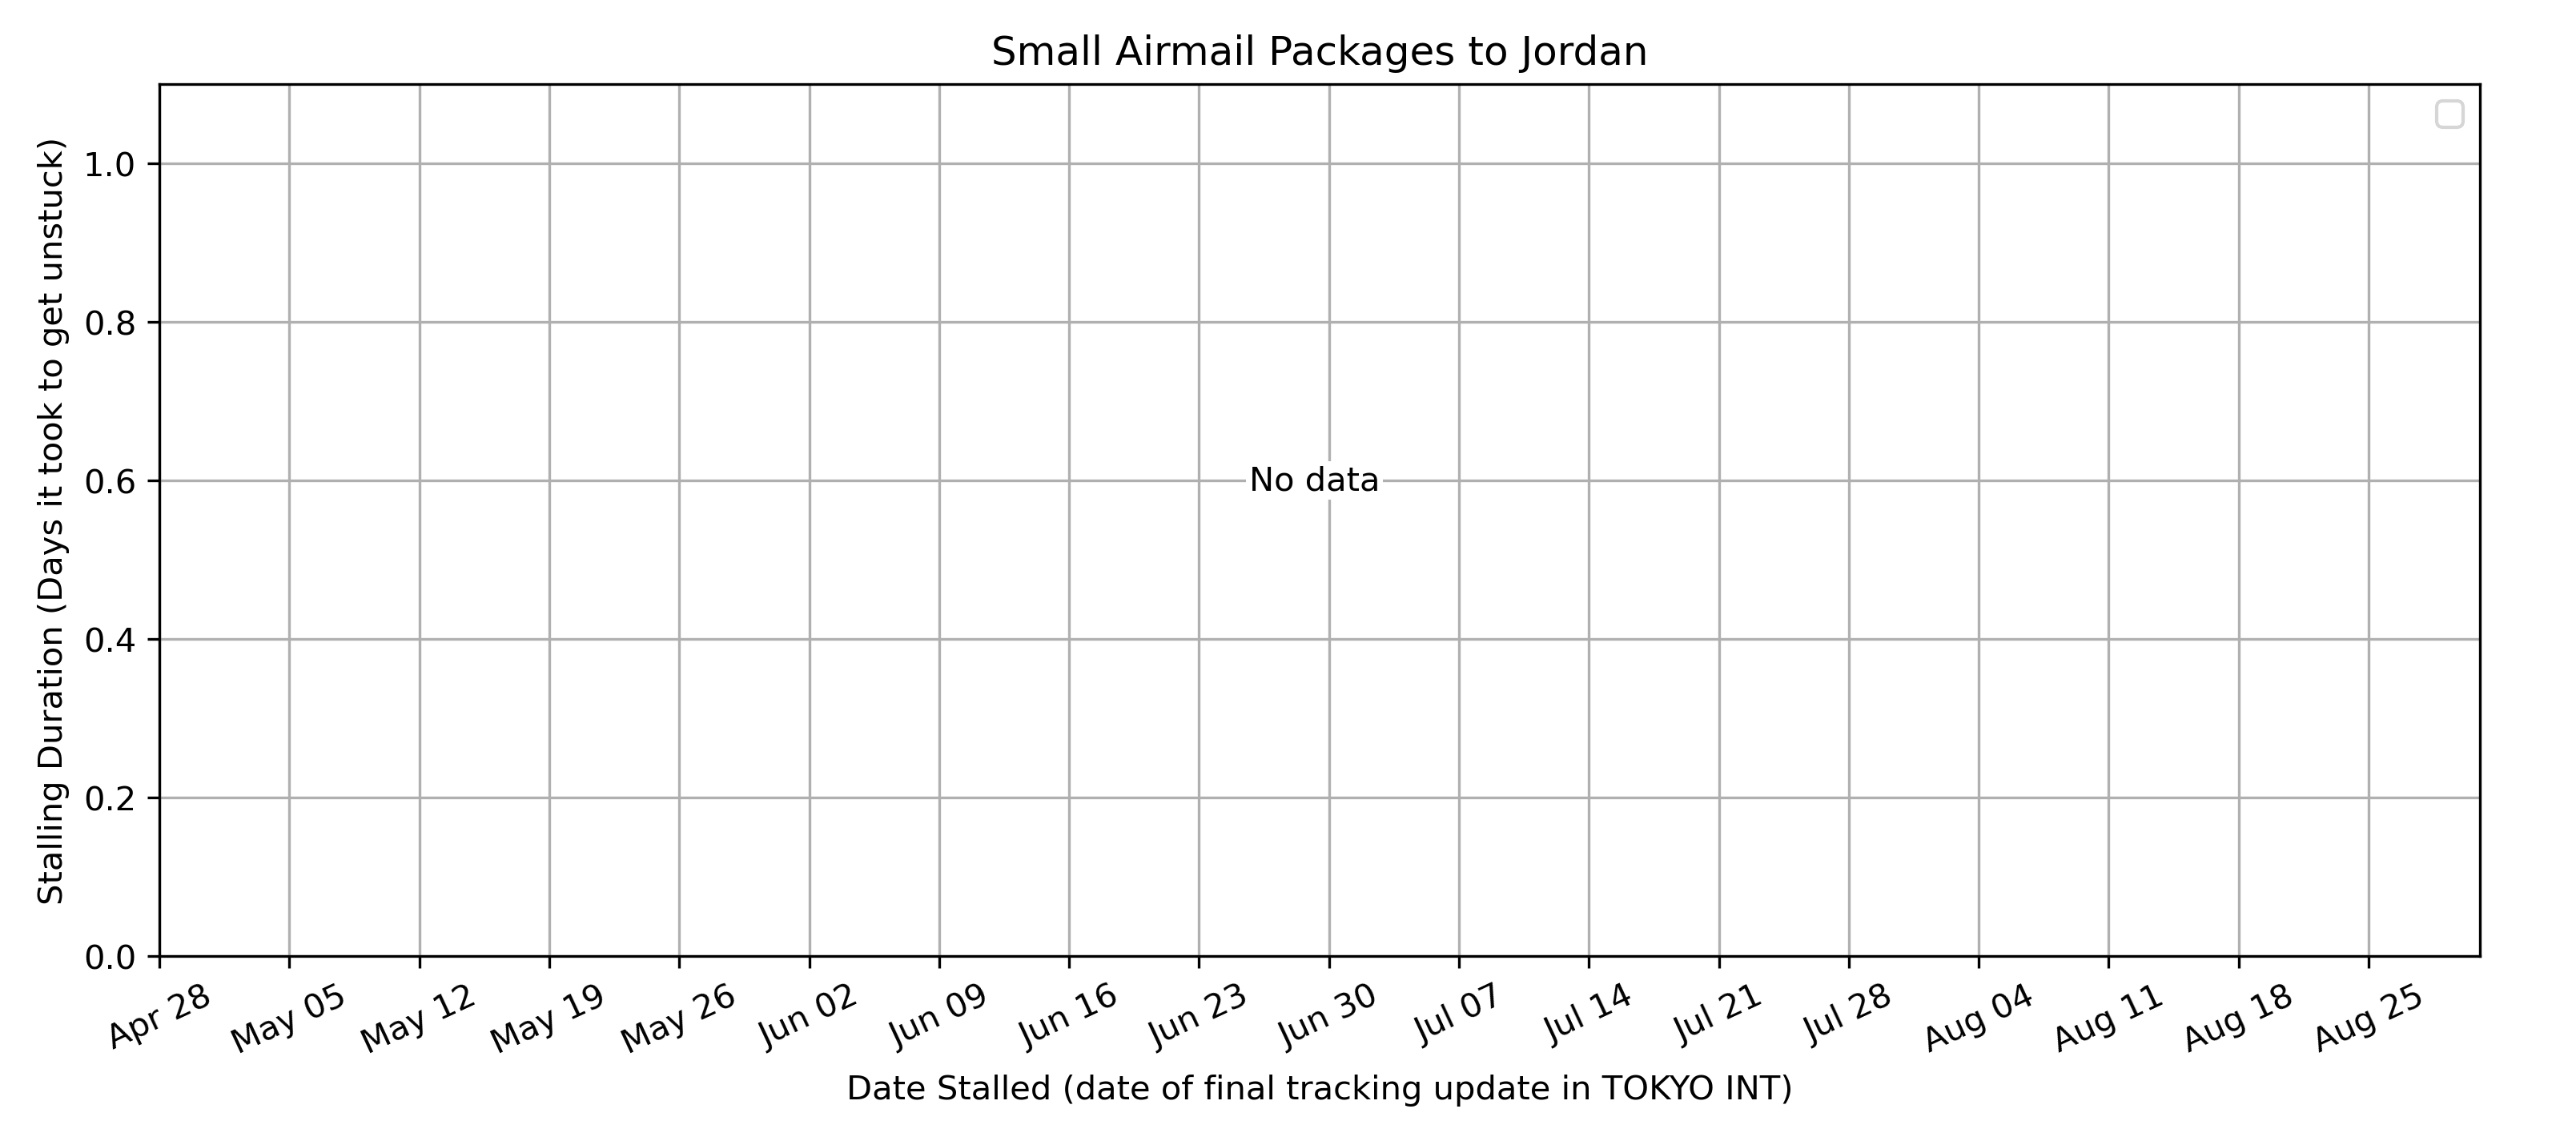 Small Airmail Packages to Jordan
Stalling Duration (Days it took to get unstuck)
1.0
0.8
0.6
0.4
0.2
0.0
No data
Apr 28
May 05
May 12
May 19
May 26
Jun 02
Jun 09
Jun 16
Jun 23
Jun 30
Jul 07
Jul 14
Jul 21
Jul 28
Aug 04
Aug 11
Aug 18
Aug 25
Date Stalled (date of final tracking update in TOKYO INT)